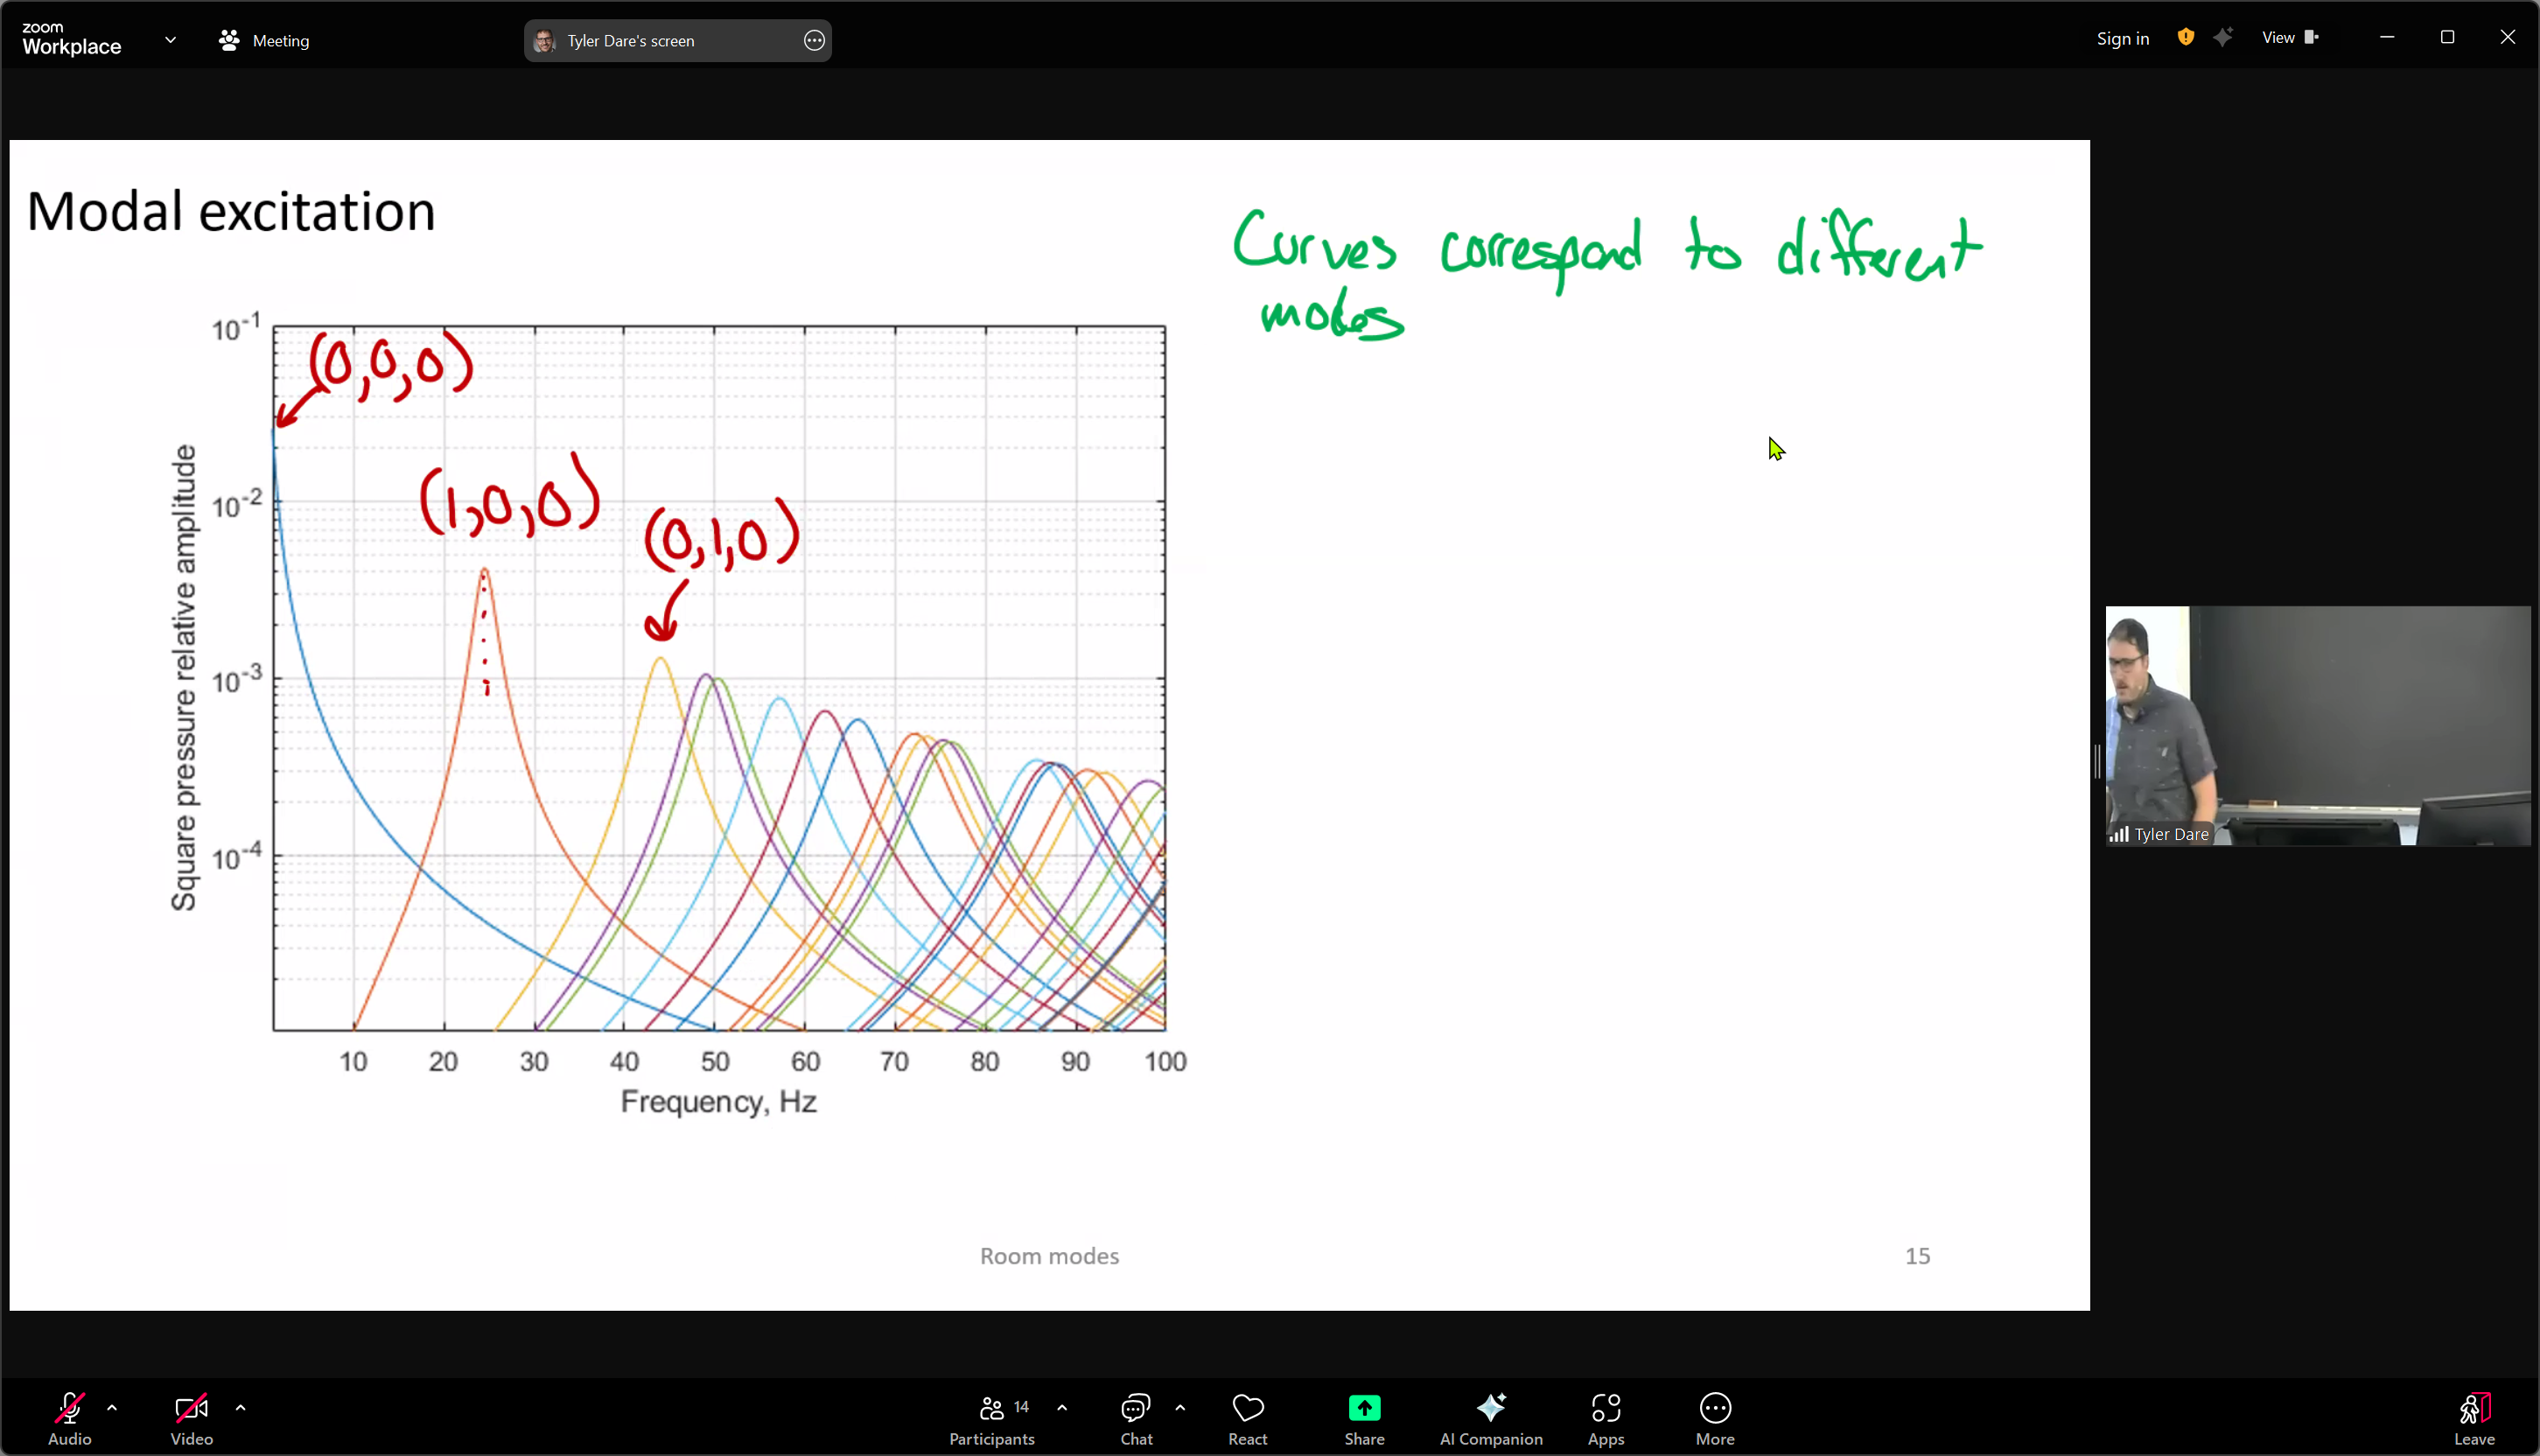 zoom
Workplace
Meeting
Tyler Dare's screen
Sign in
View
Modal excitation
Curves correspond to different
modes
10-1
(0,0,0)
10-2
(1,0,0)
(0,1,0)
10-3
10-4
Square pressure relative amplitude
10 20 30 40 50 60 70 80 90 100
Frequency, Hz
Tyler Dare
Room modes
15
Audio
Video
14
Participants
Chat
React
Share
AI Companion
Apps
More
Leave